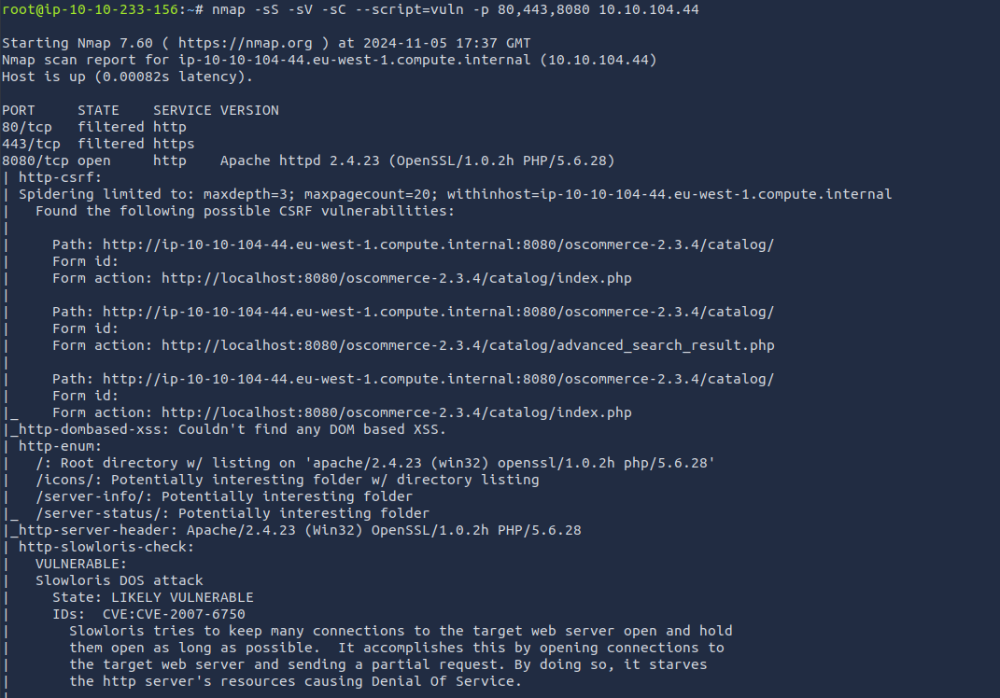 root@ip-10-10-233-156:~# nmap -sS -sV -sC --script=vuln -p 80,443,8080 10.10.104.44

Starting Nmap 7.60 ( https://nmap.org ) at 2024-11-05 17:37 GMT
Nmap scan report for ip-10-10-104-44.eu-west-1.compute.internal (10.10.104.44)
Host is up (0.00082s latency).

PORT     STATE    SERVICE VERSION
80/tcp   filtered http
443/tcp  filtered https
8080/tcp open     http    Apache httpd 2.4.23 (OpenSSL/1.0.2h PHP/5.6.28)
| http-csrf:
| Spidering limited to: maxdepth=3; maxpagecount=20; withinhost=ip-10-10-104-44.eu-west-1.compute.internal
|   Found the following possible CSRF vulnerabilities:
|
|     Path: http://ip-10-10-104-44.eu-west-1.compute.internal:8080/oscommerce-2.3.4/catalog/
|     Form id:
|     Form action: http://localhost:8080/oscommerce-2.3.4/catalog/index.php
|
|     Path: http://ip-10-10-104-44.eu-west-1.compute.internal:8080/oscommerce-2.3.4/catalog/
|     Form id:
|     Form action: http://localhost:8080/oscommerce-2.3.4/catalog/advanced_search_result.php
|
|     Path: http://ip-10-10-104-44.eu-west-1.compute.internal:8080/oscommerce-2.3.4/catalog/
|     Form id:
|_    Form action: http://localhost:8080/oscommerce-2.3.4/catalog/index.php
|_http-dombased-xss: Couldn't find any DOM based XSS.
| http-enum:
|   /: Root directory w/ listing on 'apache/2.4.23 (win32) openssl/1.0.2h php/5.6.28'
|   /icons/: Potentially interesting folder w/ directory listing
|   /server-info/: Potentially interesting folder
|_  /server-status/: Potentially interesting folder
|_http-server-header: Apache/2.4.23 (Win32) OpenSSL/1.0.2h PHP/5.6.28
| http-slowloris-check:
|   VULNERABLE:
|   Slowloris DOS attack
|     State: LIKELY VULNERABLE
|     IDs:  CVE:CVE-2007-6750
|       Slowloris tries to keep many connections to the target web server open and hold
|       them open as long as possible.  It accomplishes this by opening connections to
|       the target web server and sending a partial request. By doing so, it starves
|       the http server's resources causing Denial Of Service.
|